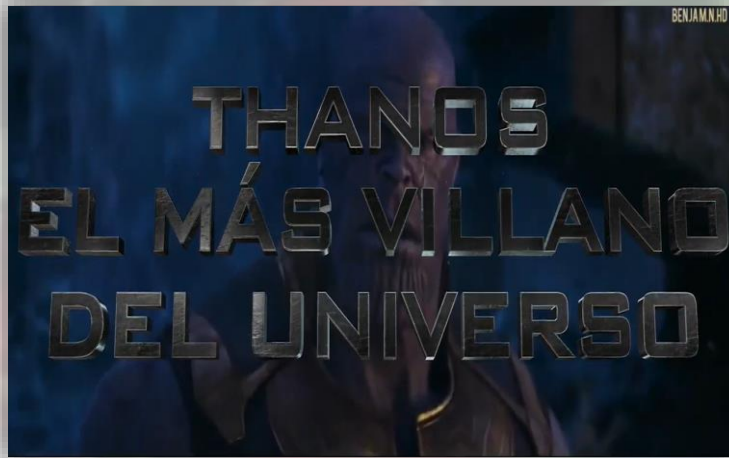 BENJAM.N.HD
THANOS
EL MÁS VILLANO
DEL UNIVERSO